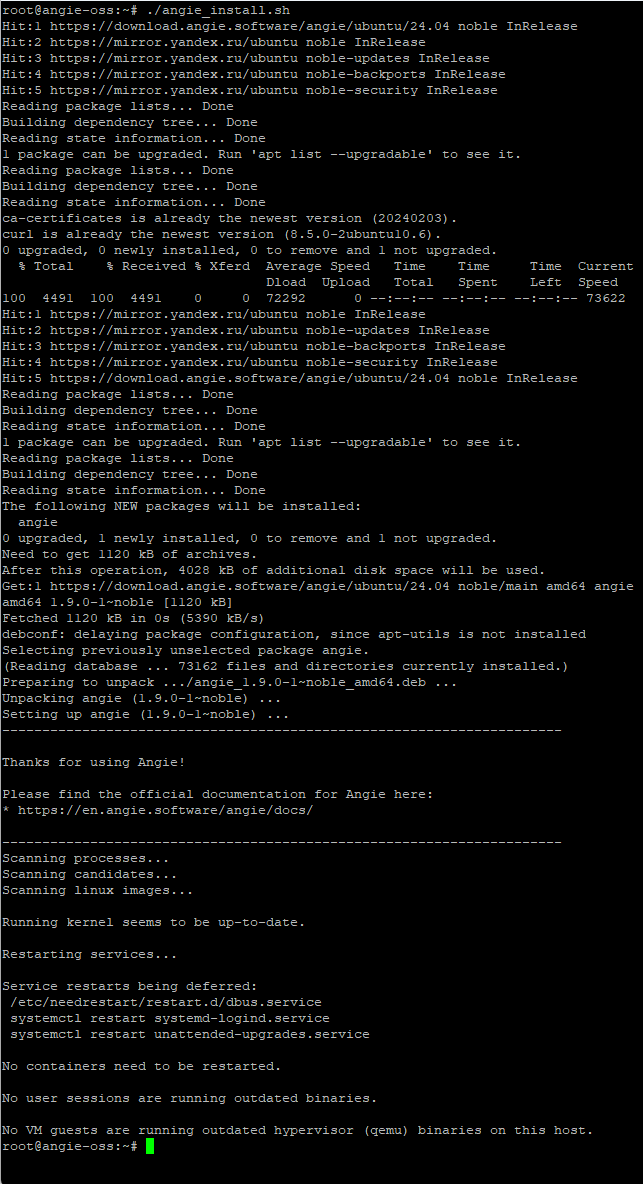 root@angie-oss:~# ./angie_install.sh
Hit:1 https://download.angie.software/angie/ubuntu/24.04 noble InRelease
Hit:2 https://mirror.yandex.ru/ubuntu noble InRelease
Hit:3 https://mirror.yandex.ru/ubuntu noble-updates InRelease
Hit:4 https://mirror.yandex.ru/ubuntu noble-backports InRelease
Hit:5 https://mirror.yandex.ru/ubuntu noble-security InRelease
Reading package lists... Done
Building dependency tree... Done
Reading state information... Done
1 package can be upgraded. Run 'apt list --upgradable' to see it.
Reading package lists... Done
Building dependency tree... Done
Reading state information... Done
ca-certificates is already the newest version (20240203).
curl is already the newest version (8.5.0-2ubuntu10.6).
0 upgraded, 0 newly installed, 0 to remove and 1 not upgraded.
  % Total    % Received % Xferd  Average Speed   Time    Time     Time  Current
                                 Dload  Upload   Total   Spent    Left  Speed
100  4491  100  4491    0     0  72292      0 --:--:-- --:--:-- --:--:-- 73622
Hit:1 https://mirror.yandex.ru/ubuntu noble InRelease
Hit:2 https://mirror.yandex.ru/ubuntu noble-updates InRelease
Hit:3 https://mirror.yandex.ru/ubuntu noble-backports InRelease
Hit:4 https://mirror.yandex.ru/ubuntu noble-security InRelease
Hit:5 https://download.angie.software/angie/ubuntu/24.04 noble InRelease
Reading package lists... Done
Building dependency tree... Done
Reading state information... Done
1 package can be upgraded. Run 'apt list --upgradable' to see it.
Reading package lists... Done
Building dependency tree... Done
Reading state information... Done
The following NEW packages will be installed:
  angie
0 upgraded, 1 newly installed, 0 to remove and 1 not upgraded.
Need to get 1120 kB of archives.
After this operation, 4028 kB of additional disk space will be used.
Get:1 https://download.angie.software/angie/ubuntu/24.04 noble/main amd64 angie
amd64 1.9.0-1~noble [1120 kB]
Fetched 1120 kB in 0s (5390 kB/s)
debconf: delaying package configuration, since apt-utils is not installed
Selecting previously unselected package angie.
(Reading database ... 73162 files and directories currently installed.)
Preparing to unpack .../angie_1.9.0-1~noble_amd64.deb ...
Unpacking angie (1.9.0-1~noble) ...
Setting up angie (1.9.0-1~noble) ...
----------------------------------------------------------------------
Thanks for using Angie!
Please find the official documentation for Angie here:
* https://en.angie.software/angie/docs/
----------------------------------------------------------------------
Scanning processes...
Scanning candidates...
Scanning linux images...
Running kernel seems to be up-to-date.
Restarting services...
Service restarts being deferred:
 /etc/needrestart/restart.d/dbus.service
 systemctl restart systemd-logind.service
 systemctl restart unattended-upgrades.service
No containers need to be restarted.
No user sessions are running outdated binaries.
No VM guests are running outdated hypervisor (qemu) binaries on this host.
root@angie-oss:~#